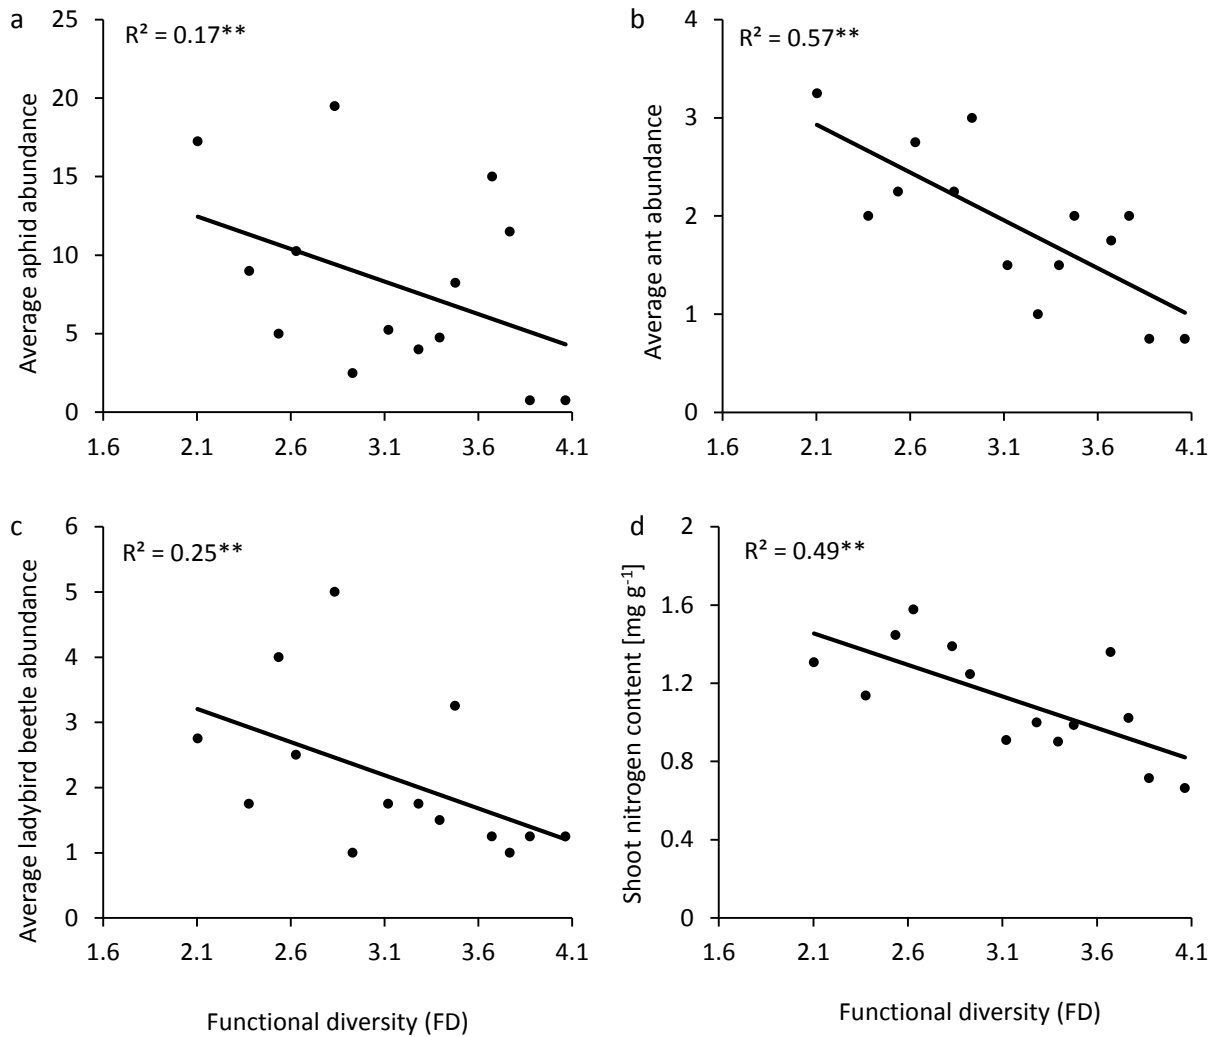 a
R² = 0.17**
Average aphid abundance
25
20
15
10
5
0
1.6 2.1 2.6 3.1 3.6 4.1
b
R² = 0.57**
Average ant abundance
4
3
2
1
0
1.6 2.1 2.6 3.1 3.6 4.1
c
R² = 0.25**
Average ladybird beetle abundance
6
5
4
3
2
1
0
1.6 2.1 2.6 3.1 3.6 4.1
Functional diversity (FD)
d
R² = 0.49**
Shoot nitrogen content [mg g⁻¹]
2
1.6
1.2
0.8
0.4
0
1.6 2.1 2.6 3.1 3.6 4.1
Functional diversity (FD)